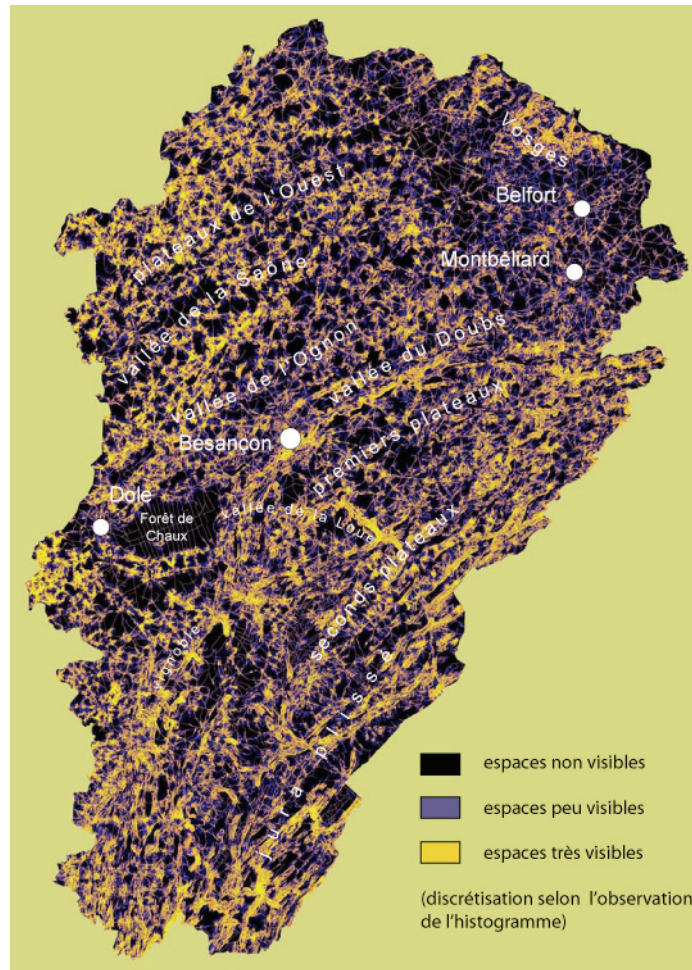 Vosges
Belfort
plateaux de l'Ouest
Montbéliard
vallée de la Saône
vallée de l'Ognon
vallée du Doubs
Besançon
premiers plateaux
Dole
Forêt de
Chaux
vallée de la Loue
seconds plateaux
vignoble
Jura plissé
espaces non visibles
espaces peu visibles
espaces très visibles
(discrétisation selon l'observation
de l'histogramme)